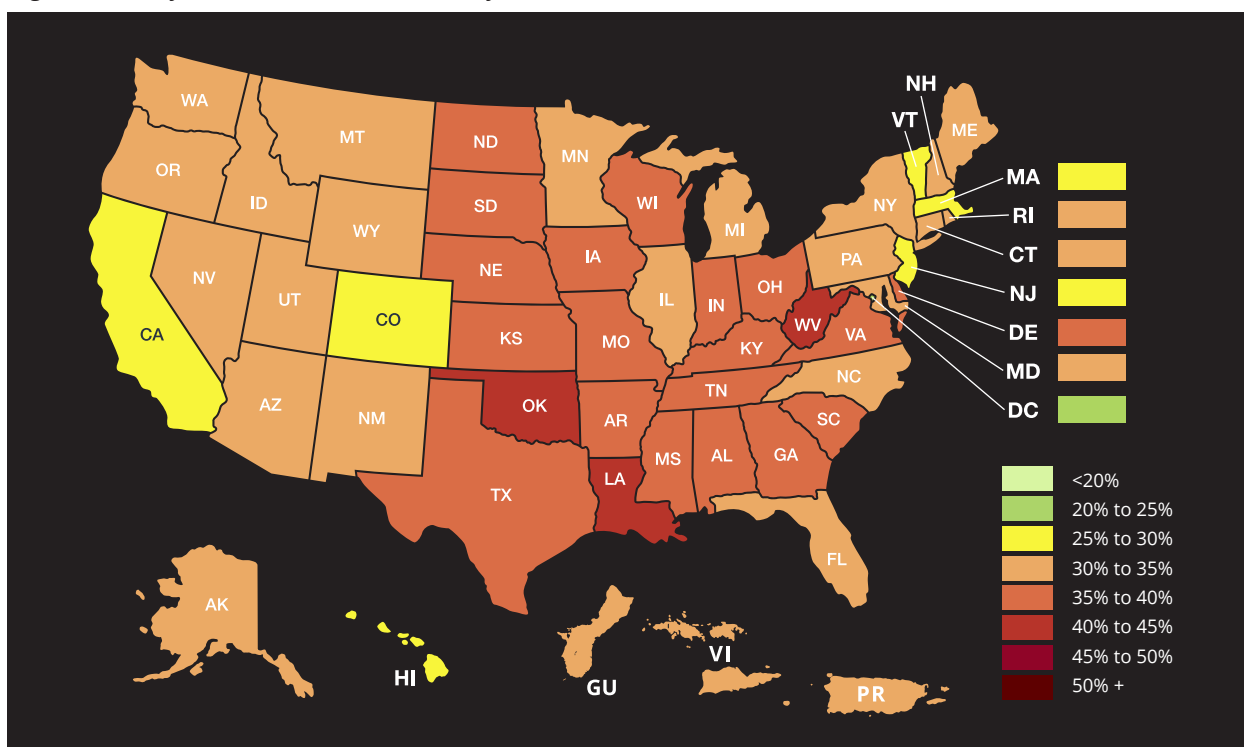 WA
OR
ID
MT
WY
NV
UT
CO
CA
AZ
NM
ND
SD
NE
KS
OK
TX
MN
IA
MO
AR
LA
WI
IL
MI
IN
OH
KY
TN
MS
AL
GA
SC
NC
VA
WV
PA
NY
ME
FL
VT
NH
MA
RI
CT
NJ
DE
MD
DC
<20%
20% to 25%
25% to 30%
30% to 35%
35% to 40%
40% to 45%
45% to 50%
50% +
AK
HI
GU
VI
PR